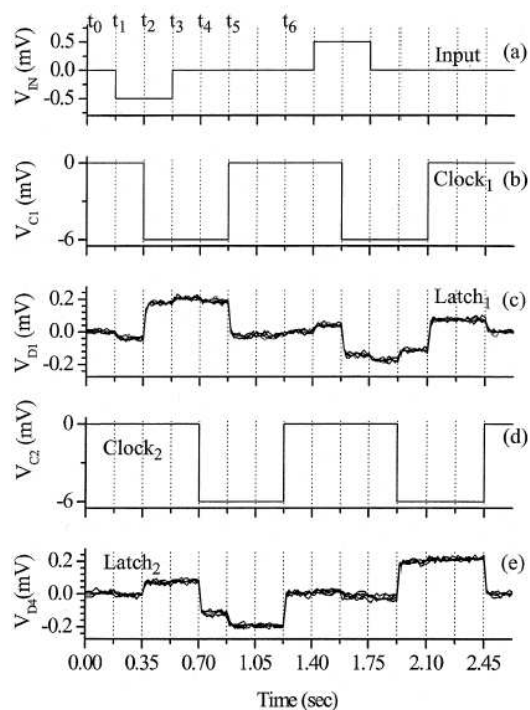 t0 t1 t2 t3 t4 t5 t6
VIN (mV)
0.5
0.0
-0.5
Input
(a)
VC1 (mV)
0
-6
Clock1
(b)
VD1 (mV)
0.2
0.0
-0.2
Latch1
(c)
VC2 (mV)
0
-6
Clock2
(d)
VD4 (mV)
0.2
0.0
-0.2
Latch2
(e)
0.00 0.35 0.70 1.05 1.40 1.75 2.10 2.45
Time (sec)